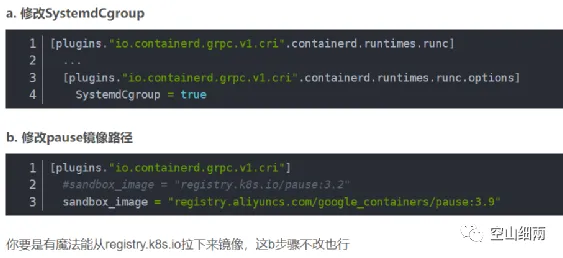 a. 修改SystemdCgroup
1 [plugins."io.containerd.grpc.v1.cri".containerd.runtimes.runc]
2 ...
3 [plugins."io.containerd.grpc.v1.cri".containerd.runtimes.runc.options]
4 SystemdCgroup = true
b. 修改pause镜像路径
1 [plugins."io.containerd.grpc.v1.cri"]
2 #sandbox_image = "registry.k8s.io/pause:3.2"
3 sandbox_image = "registry.aliyuncs.com/google_containers/pause:3.9"
你要是有魔法能从registry.k8s.io拉下来镜像，这b步骤不改也行
空山细雨